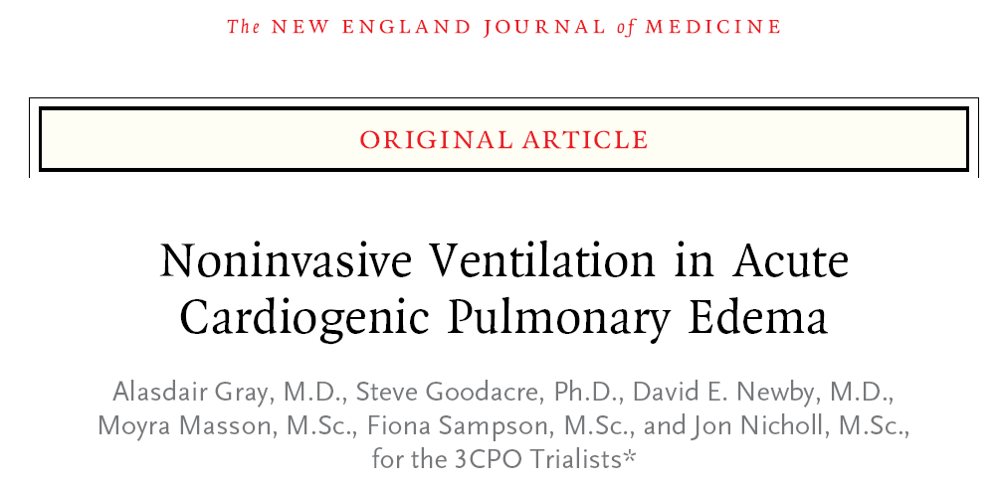 The NEW ENGLAND JOURNAL of MEDICINE
ORIGINAL ARTICLE
Noninvasive Ventilation in Acute
Cardiogenic Pulmonary Edema
Alasdair Gray, M.D., Steve Goodacre, Ph.D., David E. Newby, M.D.,
Moyra Masson, M.Sc., Fiona Sampson, M.Sc., and Jon Nicholl, M.Sc.,
for the 3CPO Trialists*